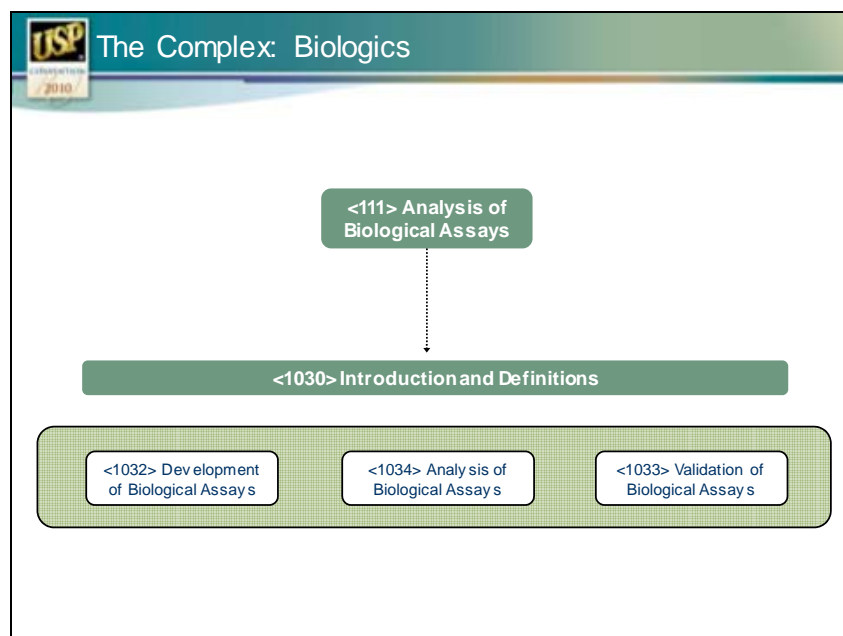 USP
CONVENTION
2010
The Complex: Biologics
<111> Analysis of
Biological Assays
<1030> Introduction and Definitions
<1032> Development
of Biological Assays
<1034> Analysis of
Biological Assays
<1033> Validation of
Biological Assays